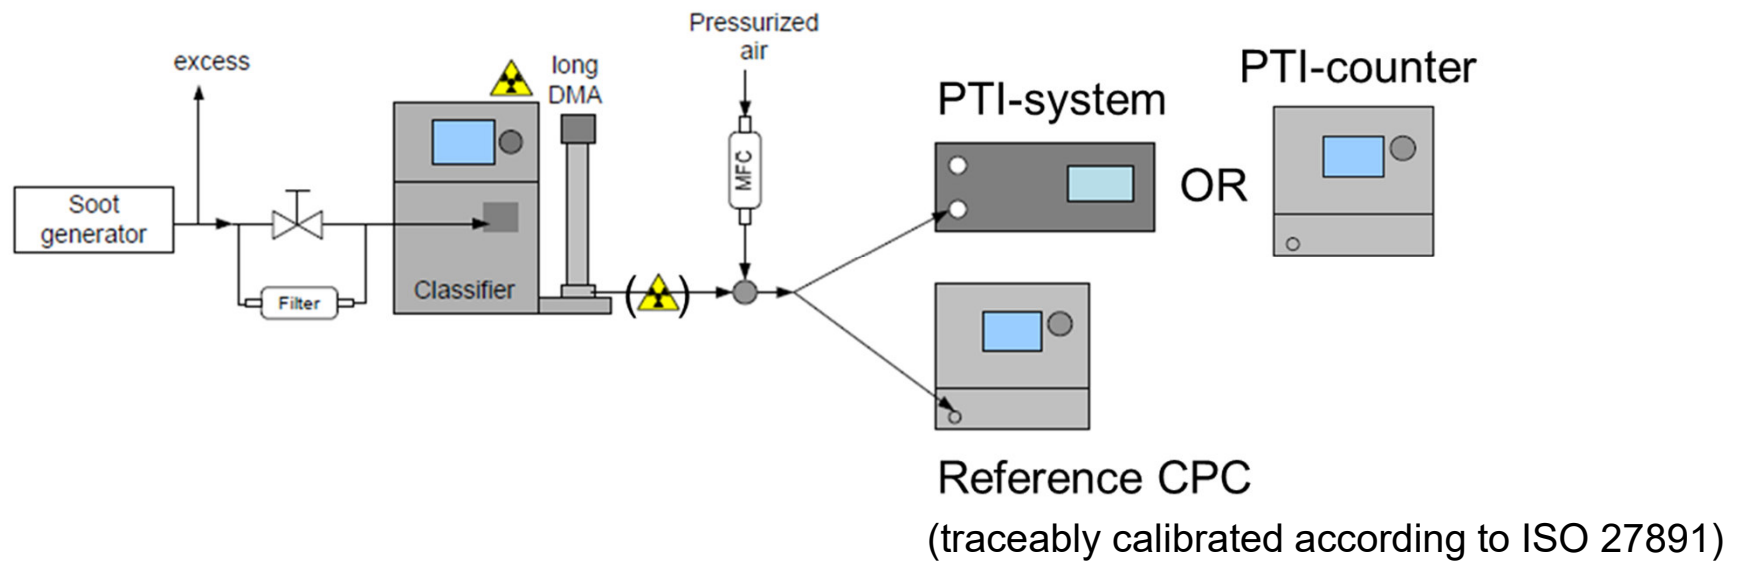 Pressurized
air
excess
long
DMA
PTI-system
PTI-counter
MFC
OR
Soot
generator
Classifier
Filter
( )
Reference CPC
(traceably calibrated according to ISO 27891)